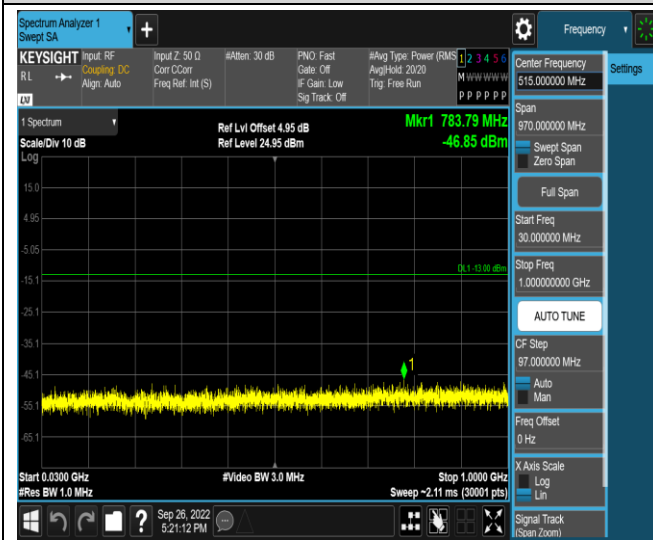 Spectrum Analyzer 1
Swept SA
+
Frequency
KEYSIGHT
RL
LXI
Input: RF
Coupling: DC
Align: Auto
Input Z: 50 Ω
Corr CCorr
Freq Ref: Int (S)
#Atten: 30 dB
PNO: Fast
Gate: Off
IF Gain: Low
Sig Track: Off
#Avg Type: Power (RMS
Avg|Hold: 20/20
Trig: Free Run
1 2 3 4 5 6
M W W W W W
P P P P P P
1 Spectrum
Scale/Div 10 dB
Log
Ref Lvl Offset 4.95 dB
Ref Level 24.95 dBm
Mkr1 783.79 MHz
-46.85 dBm
15.0
4.95
-5.05
DL1 -13.00 dBm
-15.1
-25.1
-35.1
1
-45.1
-55.1
-65.1
Start 0.0300 GHz
#Res BW 1.0 MHz
#Video BW 3.0 MHz
Stop 1.0000 GHz
Sweep ~2.11 ms (30001 pts)
?
Sep 26, 2022
5:21:12 PM
Center Frequency
515.000000 MHz
Settings
Span
970.000000 MHz
Swept Span
Zero Span
Full Span
Start Freq
30.000000 MHz
Stop Freq
1.000000000 GHz
AUTO TUNE
CF Step
97.000000 MHz
Auto
Man
Freq Offset
0 Hz
X Axis Scale
Log
Lin
Signal Track
(Span Zoom)